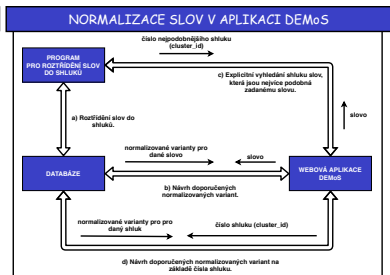 NORMALIZACE SLOV V APLIKACI DEMoS
číslo nejpodobnějšího shluku
(cluster_id)
PROGRAM
PRO ROZTŘÍDĚNÍ SLOV
DO SHLUKŮ
c) Explicitní vyhledání shluku slov,
která jsou nejvíce podobná
zadanému slovu.
slovo
a) Roztřídění slov do
shluků.
normalizované varianty pro
dané slovo
slovo
DATABÁZE
WEBOVÁ APLIKACE
DEMoS
b) Návrh doporučených
normalizovaných variant.
normalizované varianty pro pro
daný shluk
číslo shluku (cluster_id)
d) Návrh doporučených normalizovaných variant na
základě čísla shluku.